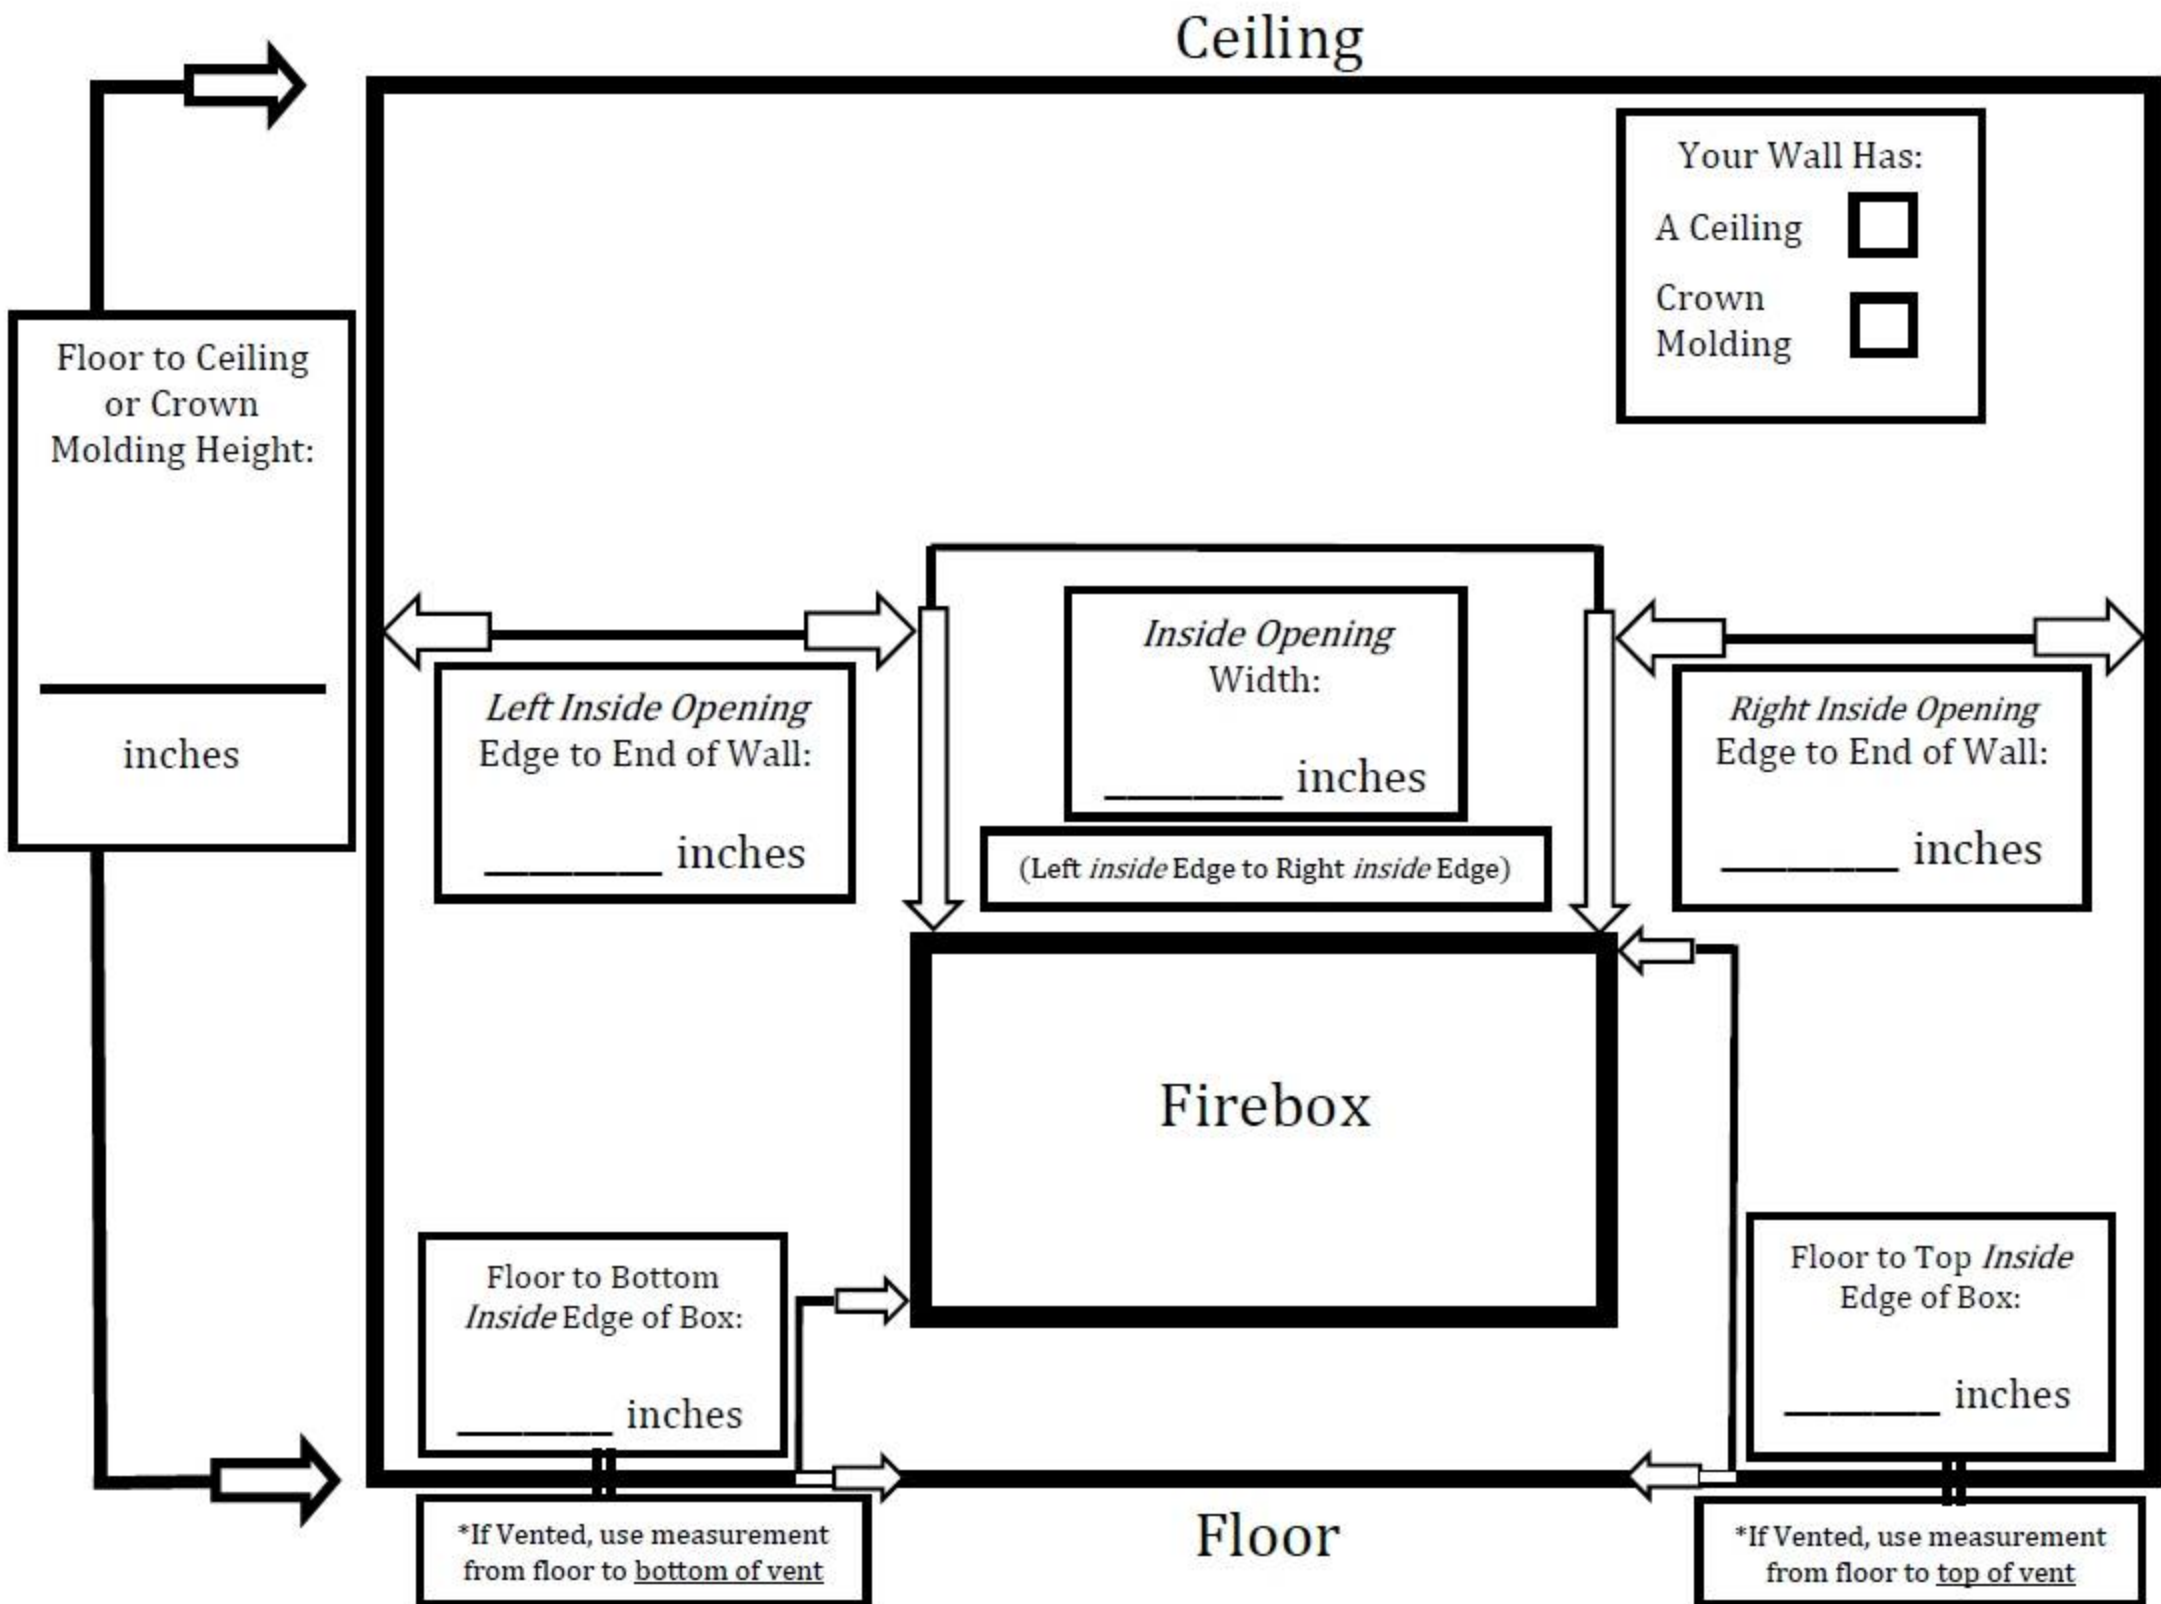 Ceiling
Your Wall Has:
A Ceiling
Crown
Molding
Floor to Ceiling
or Crown
Molding Height:
inches
Left Inside Opening
Edge to End of Wall:
________ inches
Inside Opening
Width:
________ inches
(Left inside Edge to Right inside Edge)
Right Inside Opening
Edge to End of Wall:
________ inches
Firebox
Floor to Bottom
Inside Edge of Box:
_______ inches
Floor to Top Inside
Edge of Box:
_______ inches
*If Vented, use measurement
from floor to bottom of vent
Floor
*If Vented, use measurement
from floor to top of vent